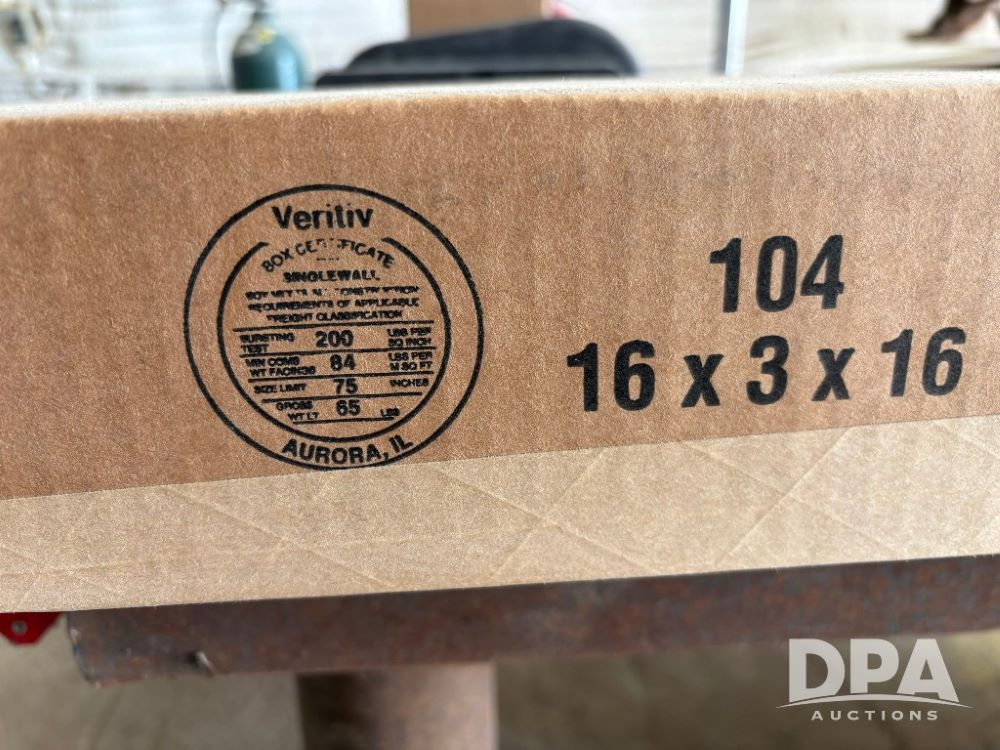 Veritiv
BOX CERTIFICATE
SINGLEWALL
REQUIREMENTS OF APPLICABLE
FREIGHT CLASSIFICATION
BURSTING TEST 200 LBS PER SQ INCH
MIN COMB WT FACINGS 84 LBS PER M SQ FT
SIZE LIMIT 75 INCHES
GROSS WT LT 65 LBS
AURORA, IL
104
16 x 3 x 16
DPA
AUCTIONS